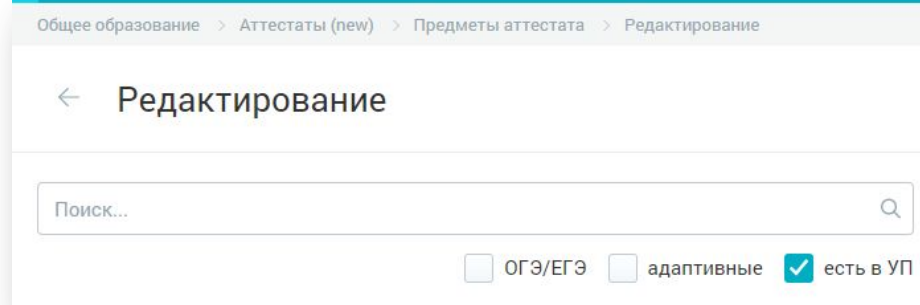 Общее образование > Аттестаты (new) > Предметы аттестата > Редактирование
← Редактирование
Поиск...
ОГЭ/ЕГЭ адаптивные есть в УП